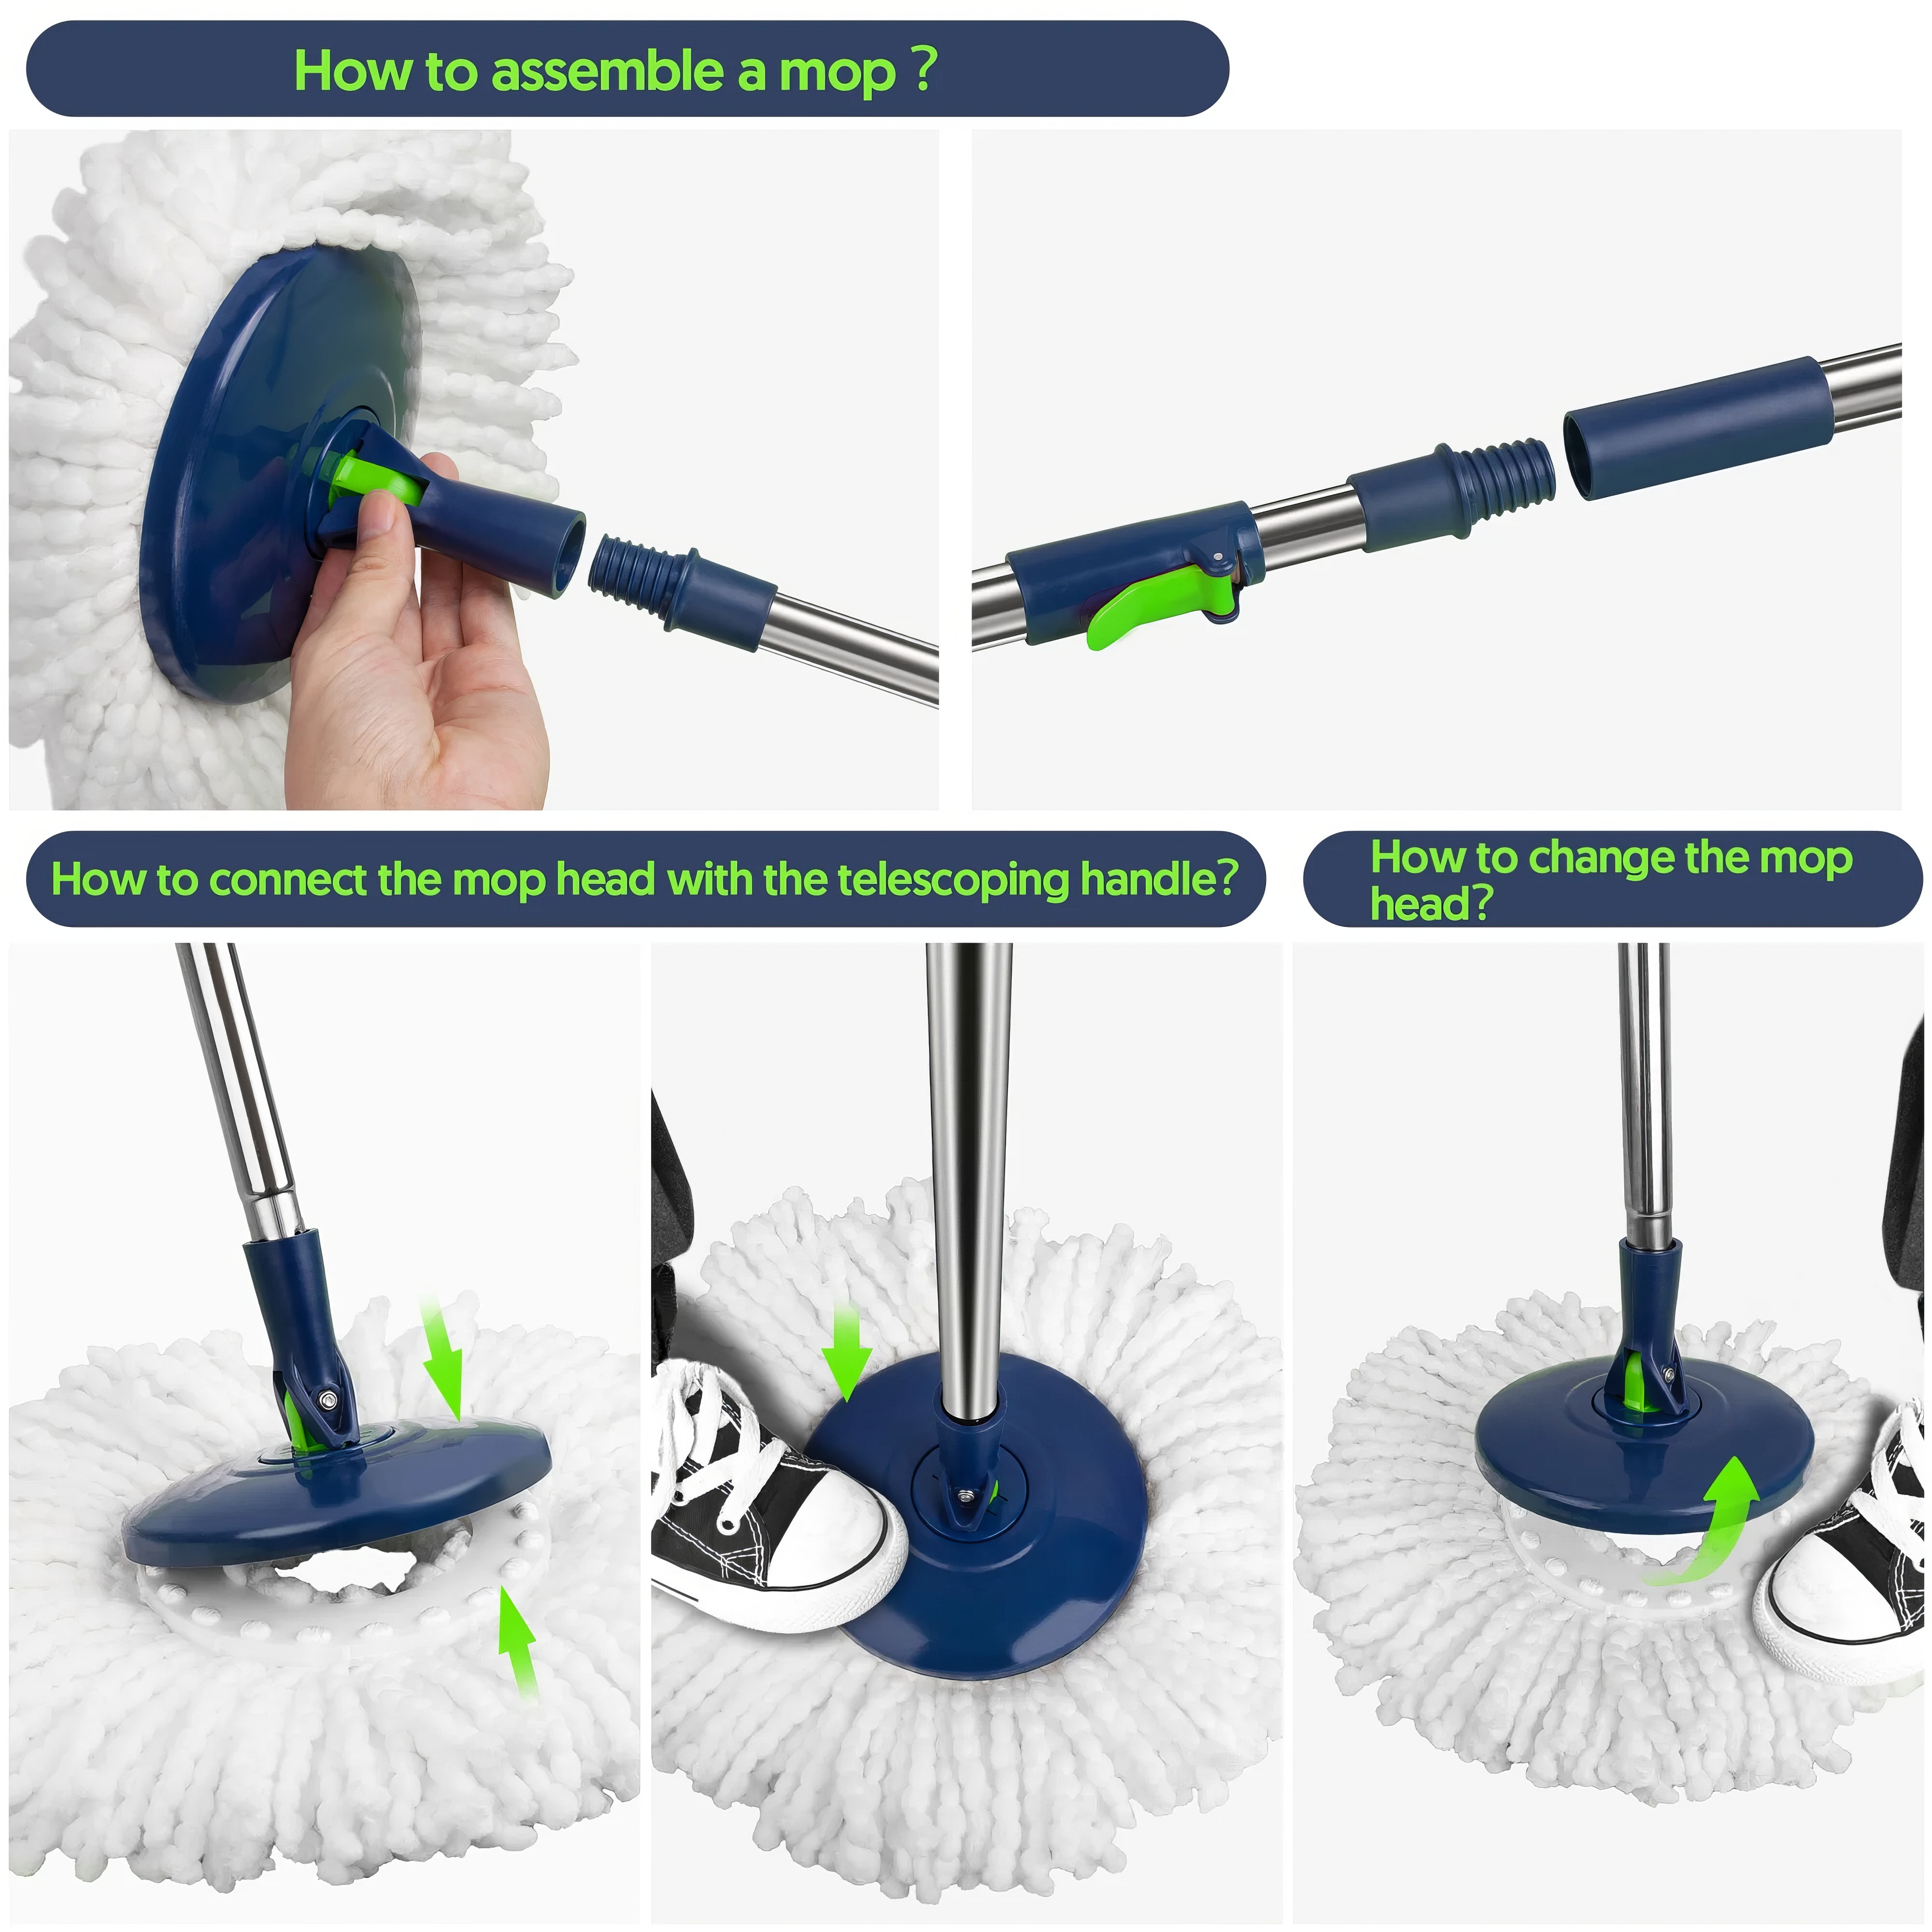 How to assemble a mop ?
How to connect the mop head with the telescoping handle?
How to change the mop
head?